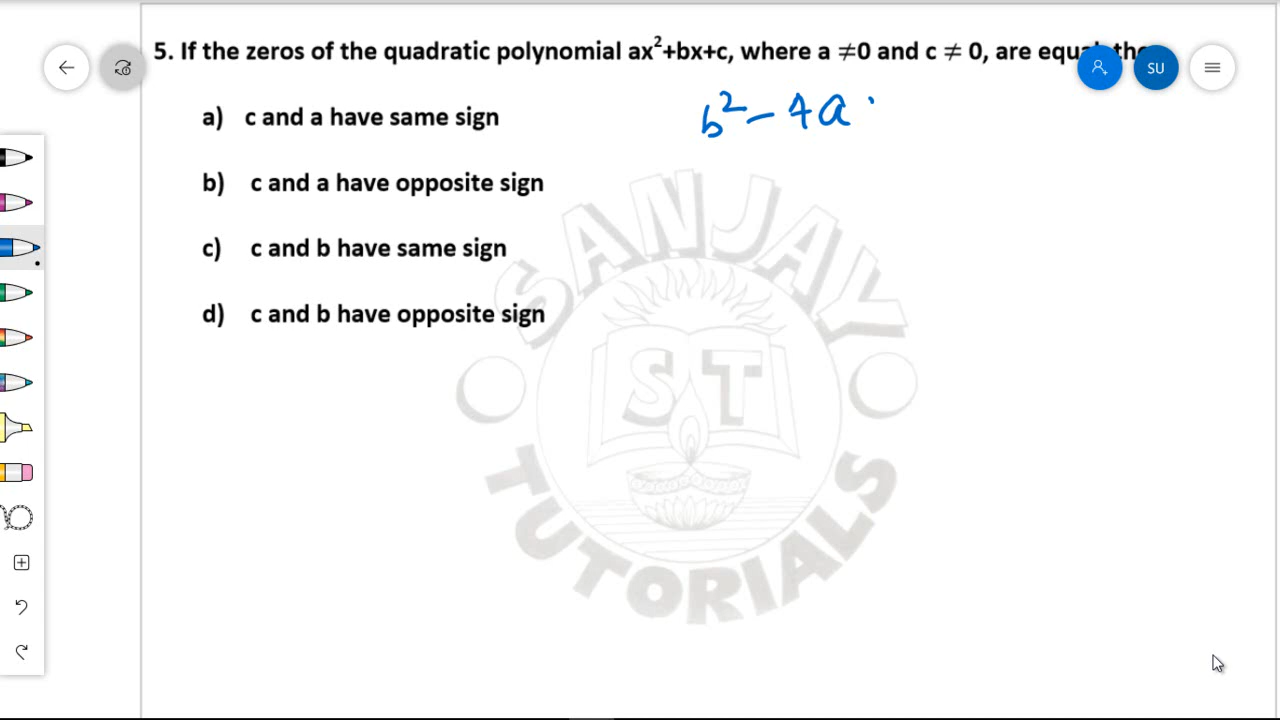 5. If the zeros of the quadratic polynomial ax²+bx+c, where a ≠0 and c ≠ 0, are equal
SU
b² - 4a
a) c and a have same sign
b) c and a have opposite sign
c) c and b have same sign
d) c and b have opposite sign
SANJAY
ST
TUTORIALS